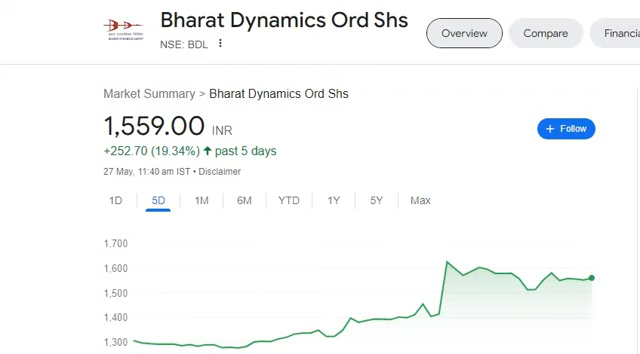 Bharat Dynamics Ord Shs
NSE: BDL
Overview
Compare
Financia
Market Summary > Bharat Dynamics Ord Shs
1,559.00 INR
+ Follow
+252.70 (19.34%) ↑ past 5 days
27 May, 11:40 am IST • Disclaimer
1D 5D 1M 6M YTD 1Y 5Y Max
1,700
1,600
1,500
1,400
1,300